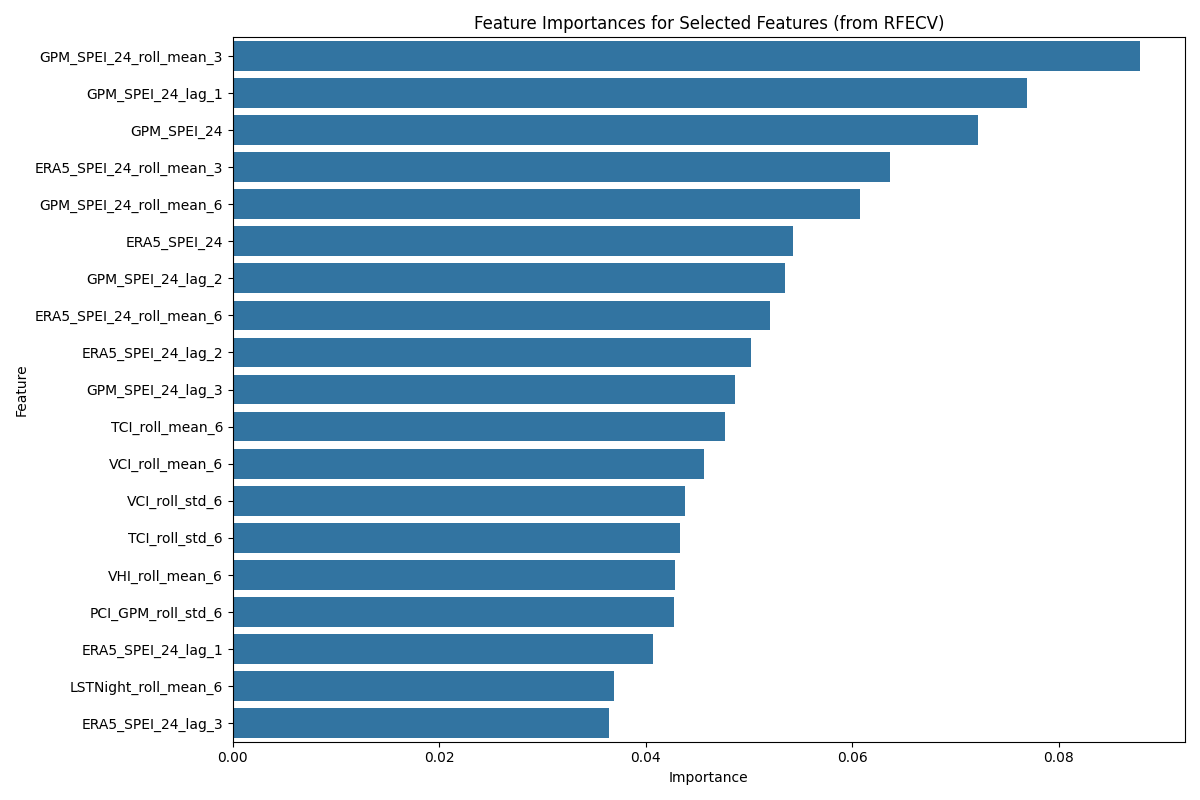 Feature Importances for Selected Features (from RFECV)
GPM_SPEI_24_roll_mean_3
GPM_SPEI_24_lag_1
GPM_SPEI_24
ERA5_SPEI_24_roll_mean_3
GPM_SPEI_24_roll_mean_6
ERA5_SPEI_24
GPM_SPEI_24_lag_2
ERA5_SPEI_24_roll_mean_6
ERA5_SPEI_24_lag_2
GPM_SPEI_24_lag_3
TCI_roll_mean_6
VCI_roll_mean_6
VCI_roll_std_6
TCI_roll_std_6
VHI_roll_mean_6
PCI_GPM_roll_std_6
ERA5_SPEI_24_lag_1
LSTNight_roll_mean_6
ERA5_SPEI_24_lag_3
Feature
0.00 0.02 0.04 0.06 0.08
Importance